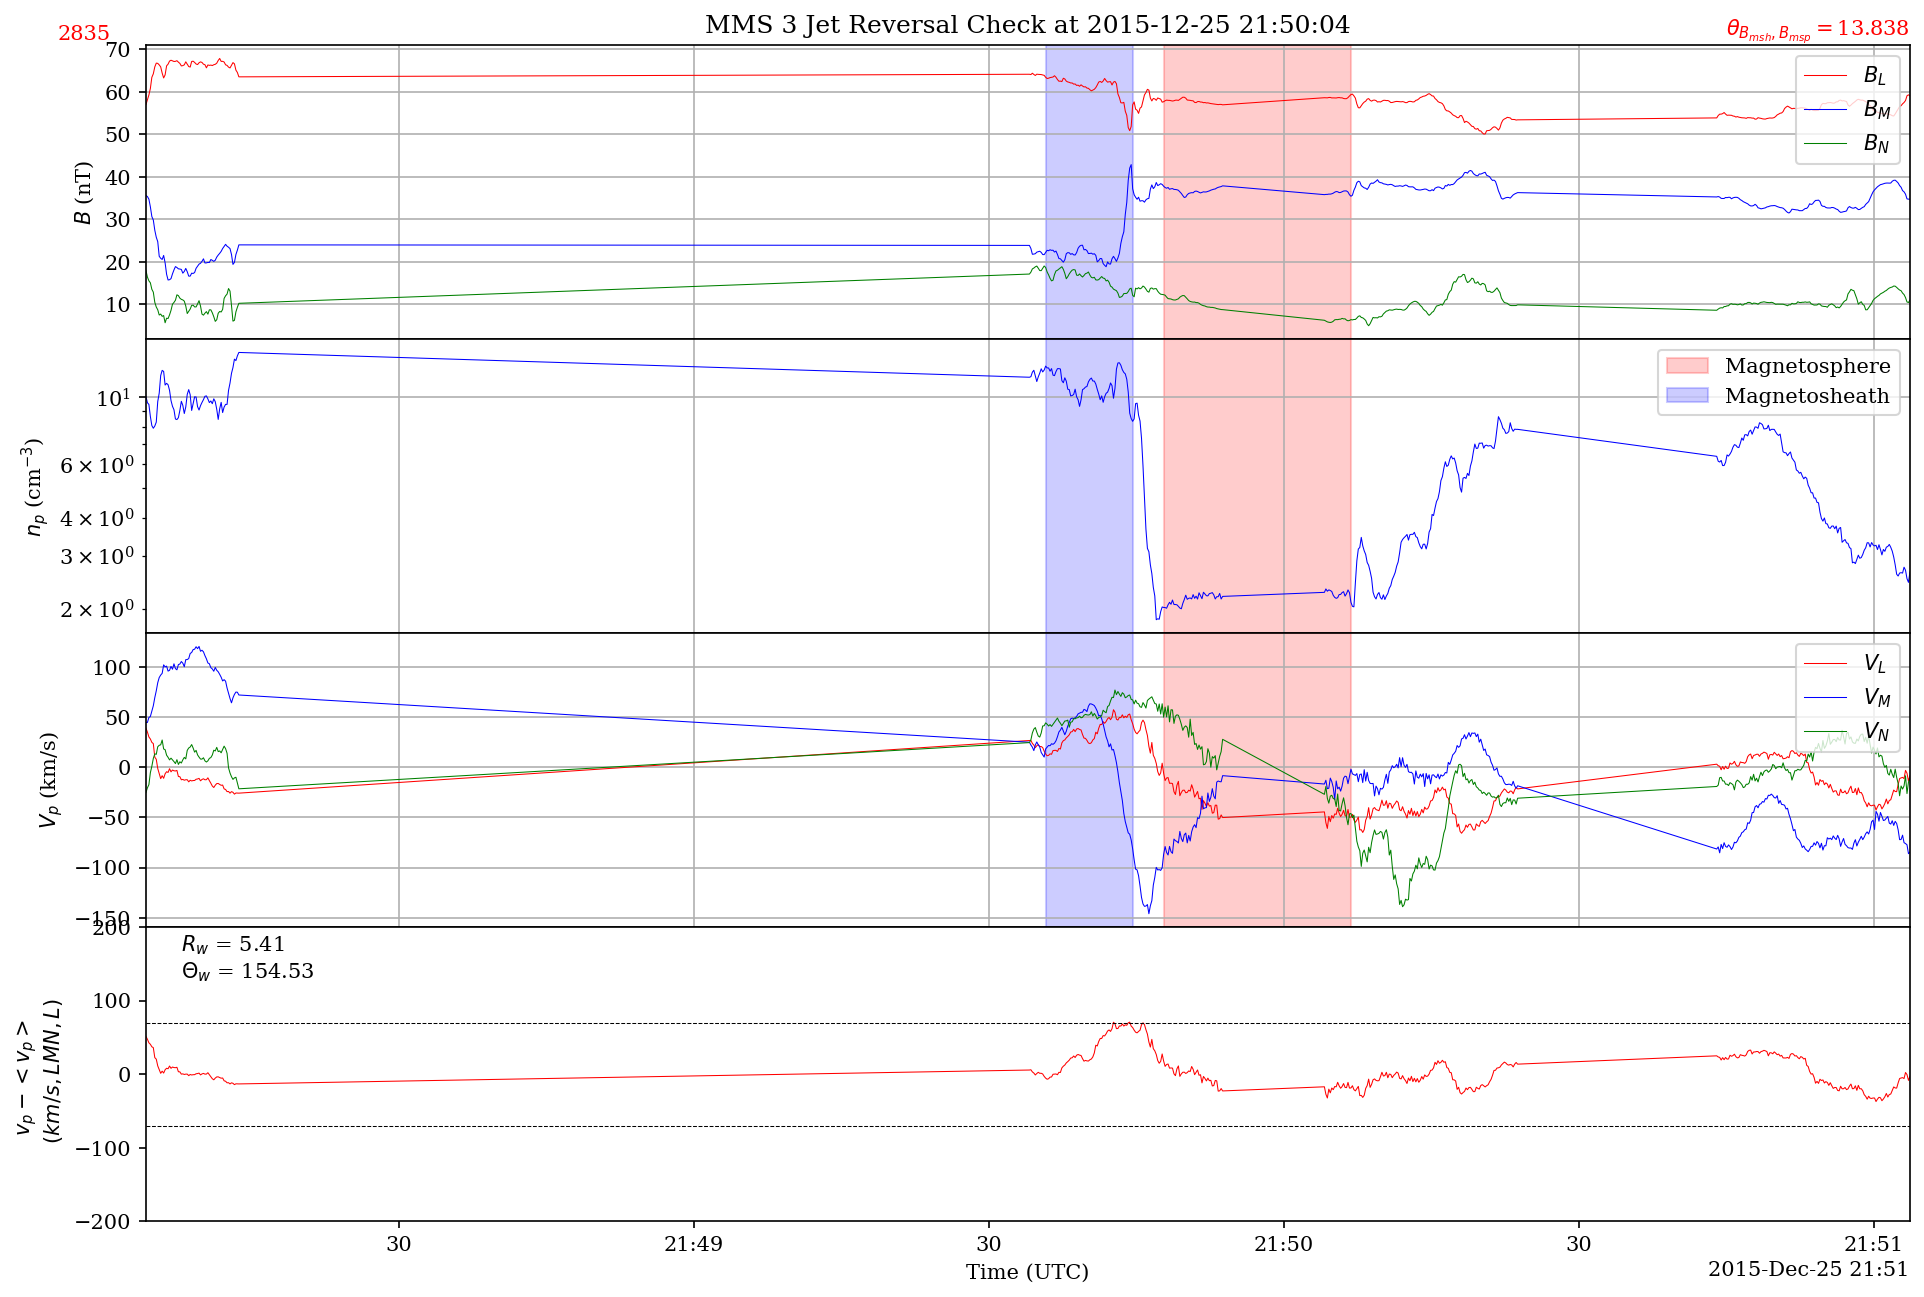 MMS 3 Jet Reversal Check at 2015-12-25 21:50:04
2835
θ_{B_{msh}, B_{msp}} = 13.838
70
60
50
40
30
20
10
B (nT)
B_L
B_M
B_N
10^1
6 × 10^0
4 × 10^0
3 × 10^0
2 × 10^0
n_p (cm^{−3})
Magnetosphere
Magnetosheath
100
50
0
−50
−100
−150
V_p (km/s)
V_L
V_M
V_N
200
100
0
−100
−200
v_p − < v_p >
(km/s, LMN, L)
R_w = 5.41
Θ_w = 154.53
30
21:49
30
21:50
30
21:51
Time (UTC)
2015-Dec-25 21:51